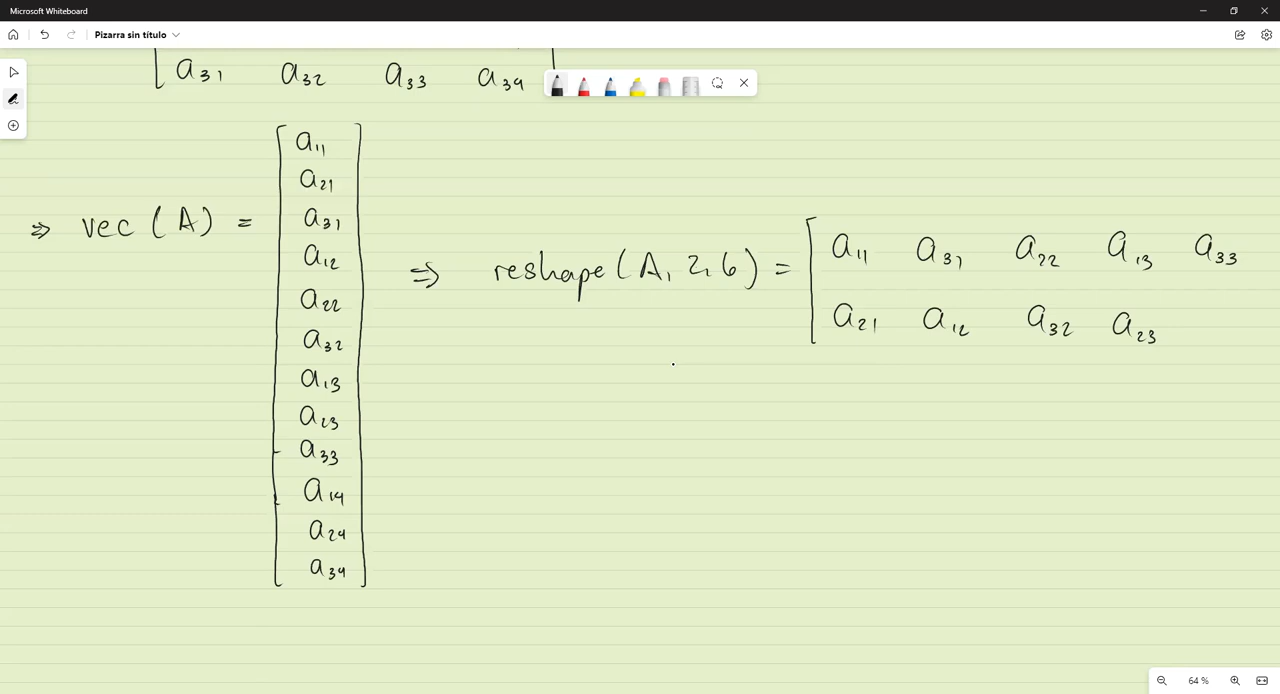 Microsoft Whiteboard
Pizarra sin título
a31 a32 a33 a34
⇒ vec (A) =
a11
a21
a31
a12
a22
a32
a13
a23
a33
a14
a24
a34
⇒ reshape (A, 2, 6) =
a11 a31 a22 a13 a33
a21 a12 a32 a23
64 %